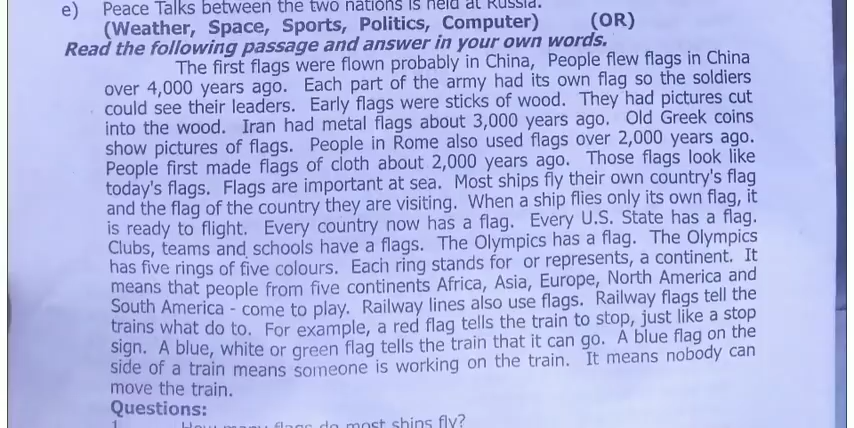 e) Peace Talks between the two nations is held at Russia.
(Weather, Space, Sports, Politics, Computer) (OR)
Read the following passage and answer in your own words.
The first flags were flown probably in China, People flew flags in China
over 4,000 years ago. Each part of the army had its own flag so the soldiers
could see their leaders. Early flags were sticks of wood. They had pictures cut
into the wood. Iran had metal flags about 3,000 years ago. Old Greek coins
show pictures of flags. People in Rome also used flags over 2,000 years ago.
People first made flags of cloth about 2,000 years ago. Those flags look like
today's flags. Flags are important at sea. Most ships fly their own country's flag
and the flag of the country they are visiting. When a ship flies only its own flag, it
is ready to flight. Every country now has a flag. Every U.S. State has a flag.
Clubs, teams and schools have a flags. The Olympics has a flag. The Olympics
has five rings of five colours. Each ring stands for or represents, a continent. It
means that people from five continents Africa, Asia, Europe, North America and
South America - come to play. Railway lines also use flags. Railway flags tell the
trains what do to. For example, a red flag tells the train to stop, just like a stop
sign. A blue, white or green flag tells the train that it can go. A blue flag on the
side of a train means someone is working on the train. It means nobody can
move the train.
Questions:
1. How many flags do most ships fly?